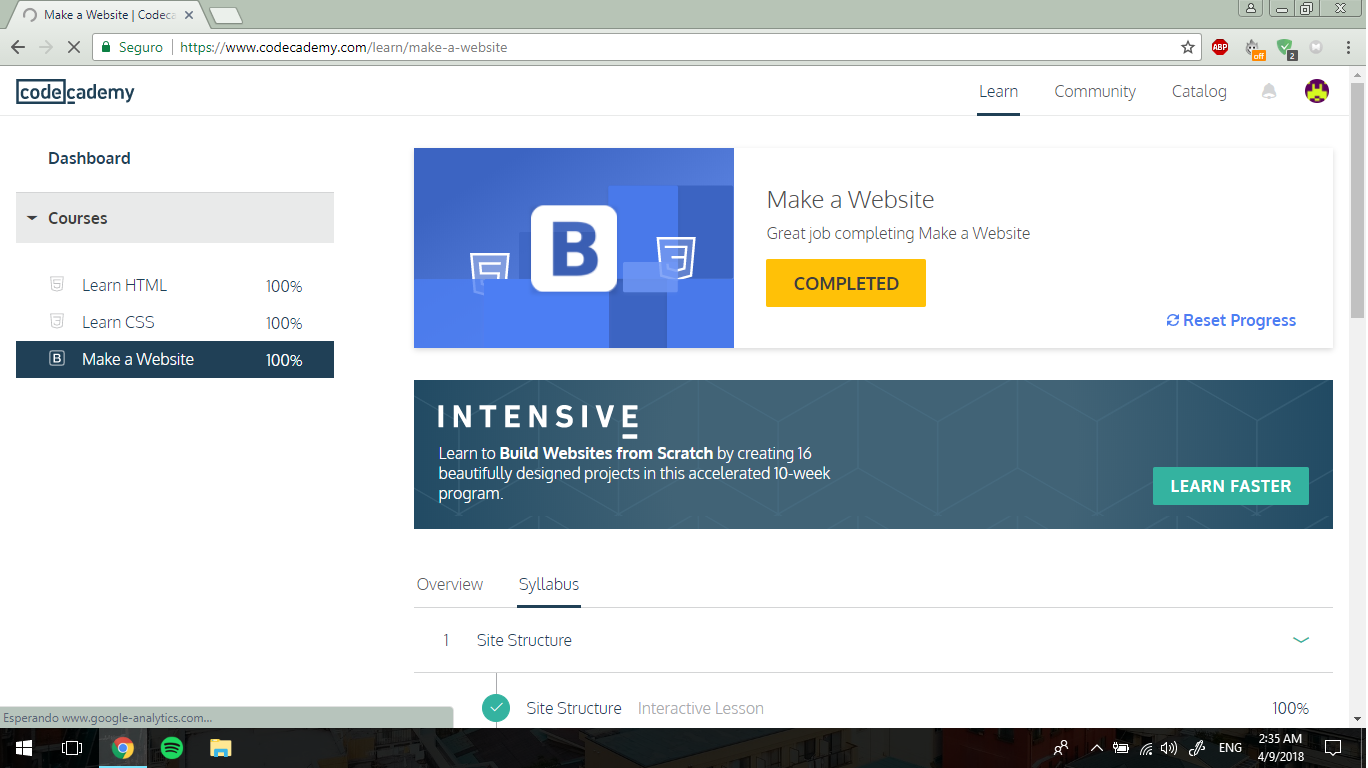 Make a Website | Codeca
Seguro https://www.codecademy.com/learn/make-a-website
ABP
off
2
codecademy
Learn Community Catalog
Dashboard
Courses
Learn HTML 100%
Learn CSS 100%
B Make a Website 100%
B
Make a Website
Great job completing Make a Website
COMPLETED
Reset Progress
INTENSIVE
Learn to Build Websites from Scratch by creating 16
beautifully designed projects in this accelerated 10-week
program.
LEARN FASTER
Overview Syllabus
1 Site Structure
Site Structure Interactive Lesson 100%
Esperando www.google-analytics.com...
ENG
2:35 AM
4/9/2018